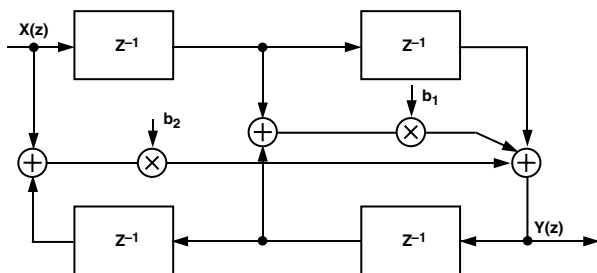 X(z)
Z⁻¹
Z⁻¹
b₁
b₂
+
×
+
×
+
Z⁻¹
Z⁻¹
Y(z)